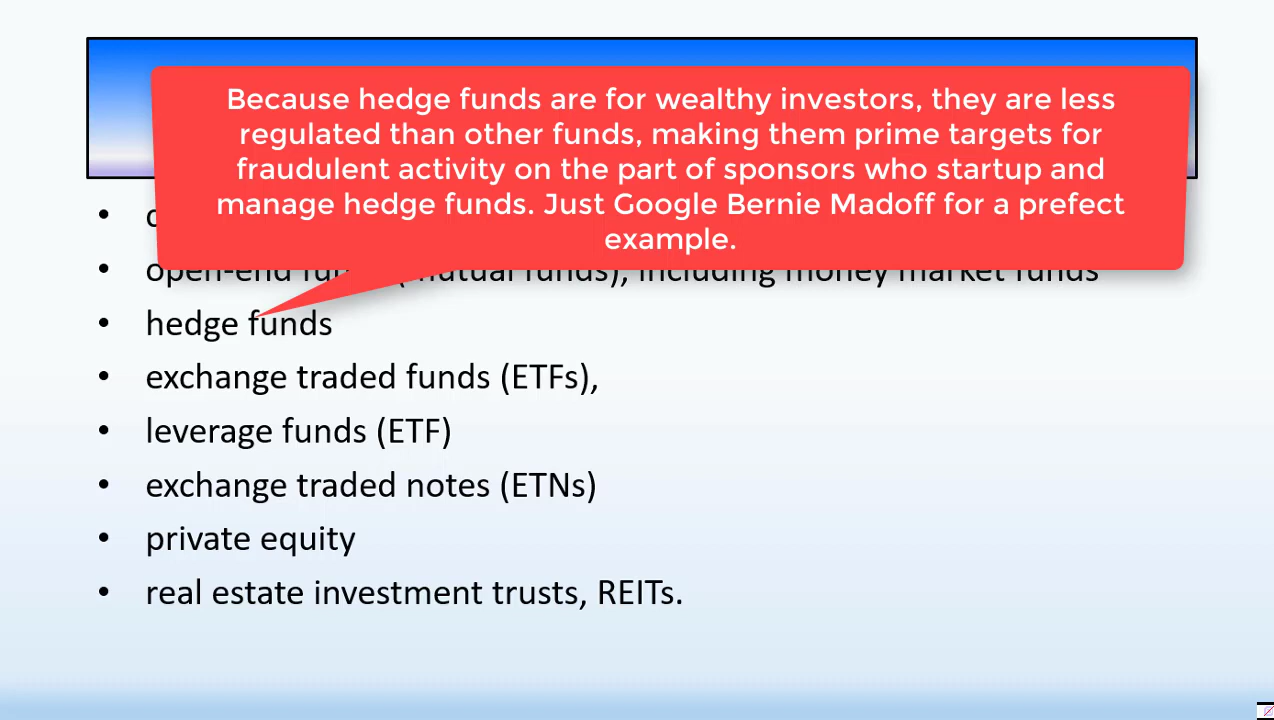 Because hedge funds are for wealthy investors, they are less
regulated than other funds, making them prime targets for
fraudulent activity on the part of sponsors who startup and
manage hedge funds. Just Google Bernie Madoff for a prefect
example.
•
• open-end (mutual funds), including money market funds
• hedge funds
• exchange traded funds (ETFs),
• leverage funds (ETF)
• exchange traded notes (ETNs)
• private equity
• real estate investment trusts, REITs.